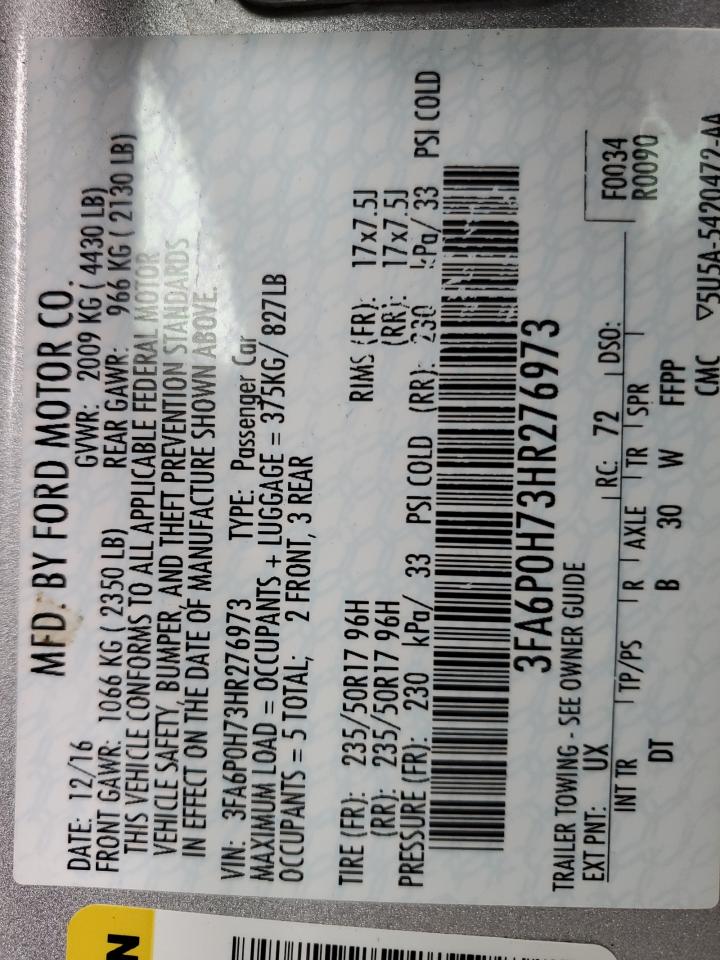 MFD. BY FORD MOTOR CO.
DATE: 12/16 GVWR: 2009 KG ( 4430 LB)
FRONT GAWR: 1066 KG ( 2350 LB) REAR GAWR: 966 KG ( 2130 LB)
THIS VEHICLE CONFORMS TO ALL APPLICABLE FEDERAL MOTOR
VEHICLE SAFETY, BUMPER, AND THEFT PREVENTION STANDARDS
IN EFFECT ON THE DATE OF MANUFACTURE SHOWN ABOVE.
VIN: 3FA6P0H73HR276973 TYPE: Passenger Car
MAXIMUM LOAD = OCCUPANTS + LUGGAGE = 375KG/ 827LB
OCCUPANTS = 5 TOTAL; 2 FRONT, 3 REAR
TIRE (FR): 235/50R17 96H RIMS (FR): 17x7.5J
(RR): 235/50R17 96H (RR): 17x7.5J
PRESSURE (FR): 230 kPa/ 33 PSI COLD (RR): 230 kPa/ 33 PSI COLD
3FA6P0H73HR276973
TRAILER TOWING - SEE OWNER GUIDE
EXT PNT: UX RC: 72 DSO: F0034
INT TR TP/PS R AXLE TR SPR R0090
DT B 30 W FFPP
CMC ▽5U5A-5420472-AA
N